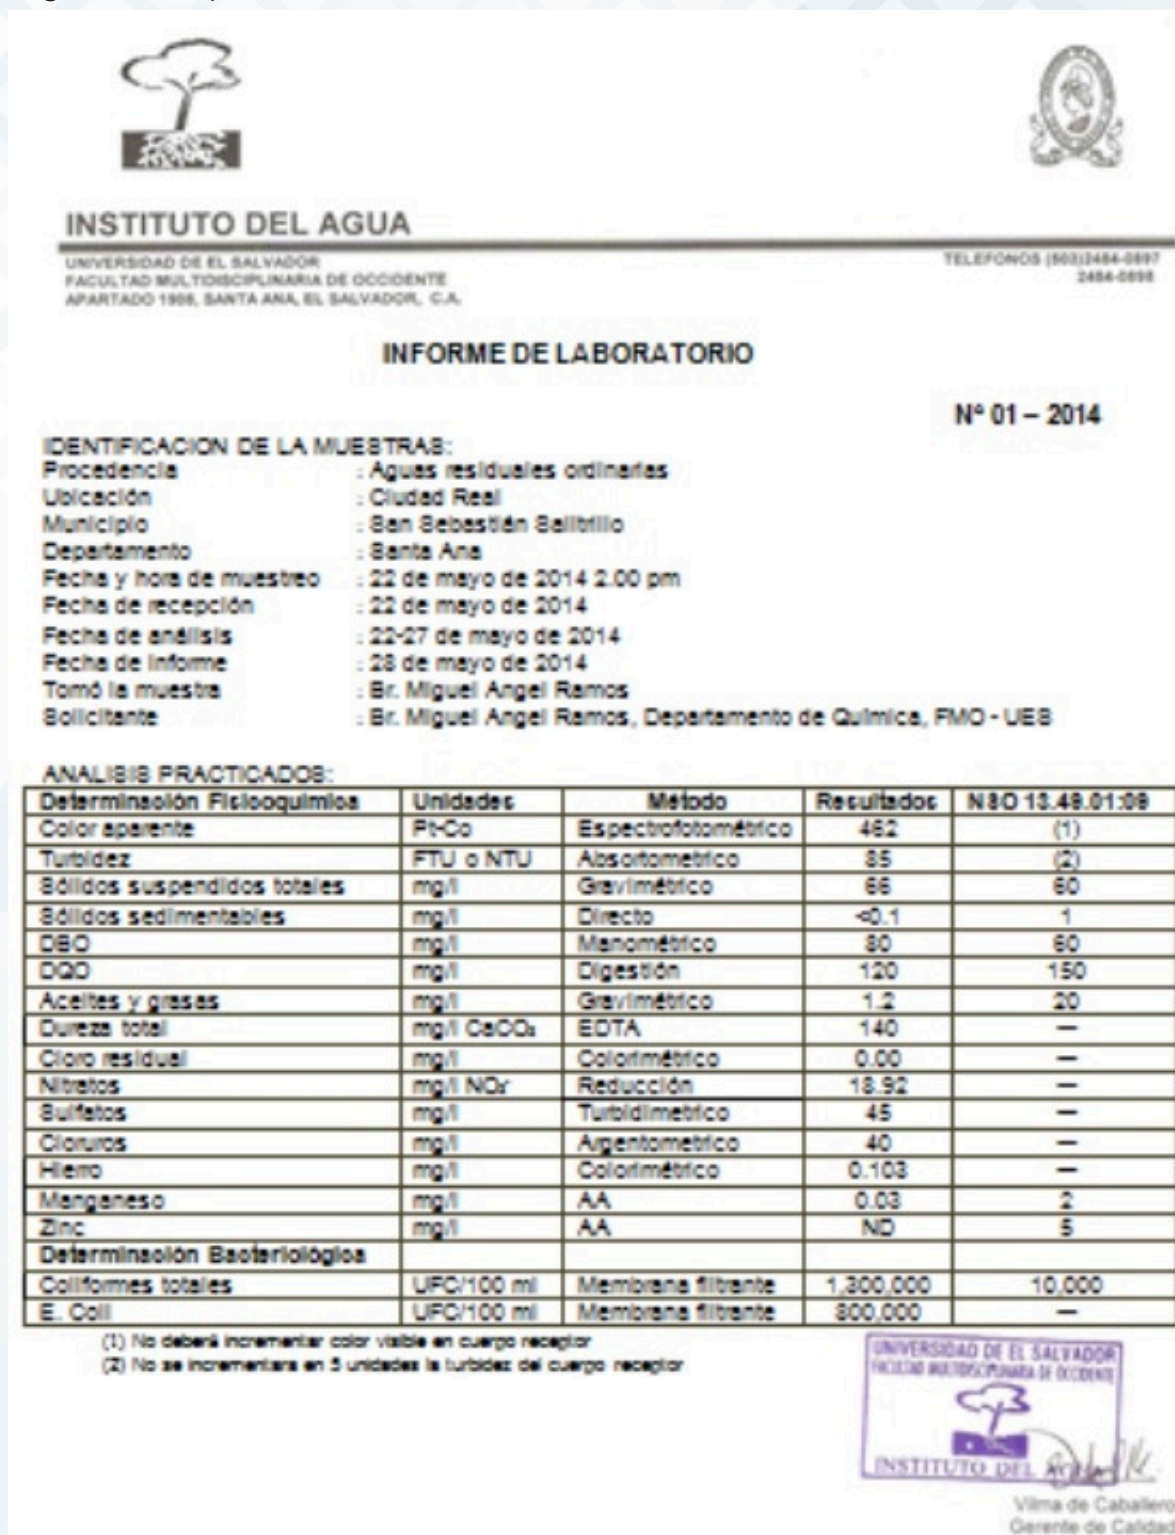 INSTITUTO DEL AGUA
UNIVERSIDAD DE EL SALVADOR
FACULTAD MULTIDISCIPLINARIA DE OCCIDENTE
APARTADO 1908, SANTA ANA, EL SALVADOR, C.A.
TELEFONOS (503)2484-0897
2484-0898
INFORME DE LABORATORIO
Nº 01 – 2014
IDENTIFICACION DE LA MUESTRAS:
Procedencia : Aguas residuales ordinarias
Ubicación : Ciudad Real
Municipio : San Sebastián Salitrillo
Departamento : Santa Ana
Fecha y hora de muestreo : 22 de mayo de 2014 2.00 pm
Fecha de recepción : 22 de mayo de 2014
Fecha de análisis : 22-27 de mayo de 2014
Fecha de Informe : 28 de mayo de 2014
Tomó la muestra : Br. Miguel Angel Ramos
Solicitante : Br. Miguel Angel Ramos, Departamento de Química, FMO - UES
ANALISIS PRACTICADOS:
Determinación Fisicoquímica Unidades Método Resultados NSO 13.49.01:09
Color aparente Pt-Co Espectrofotométrico 462 (1)
Turbidez FTU o NTU Absortometrico 85 (2)
Sólidos suspendidos totales mg/l Gravimétrico 66 60
Sólidos sedimentables mg/l Directo <0.1 1
DBO mg/l Manométrico 80 60
DQO mg/l Digestión 120 150
Aceites y grasas mg/l Gravimétrico 1.2 20
Dureza total mg/l CaCO₃ EDTA 140 —
Cloro residual mg/l Colorimétrico 0.00 —
Nitratos mg/l Reducción 18.92 —
Sulfatos mg/l Turbidimetrico 45 —
Cloruros mg/l Argentometrico 40 —
Hierro mg/l Colorimétrico 0.103 —
Manganeso mg/l AA 0.03 2
Zinc mg/l AA ND 5
Determinación Bacteriológica
Coliformes totales UFC/100 ml Membrana filtrante 1,300,000 10,000
E. Coli UFC/100 ml Membrana filtrante 800,000 —
(1) No deberá incrementar color visible en cuerpo receptor
(2) No se incrementara en 5 unidades la turbidez del cuerpo receptor
UNIVERSIDAD DE EL SALVADOR
FACULTAD MULTIDISCIPLINARIA DE OCCIDENTE
INSTITUTO DEL AGUA
Vilma de Caballero
Gerente de Calidad